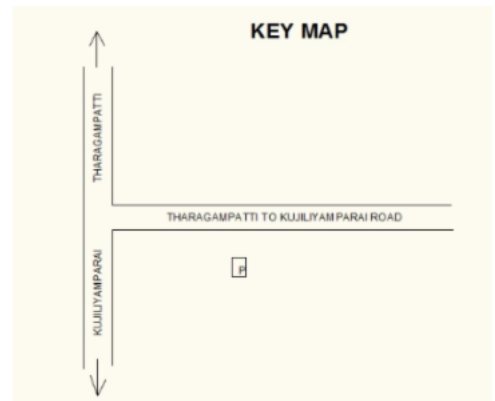 KEY MAP
THARAGAMPATTI
THARAGAMPATTI TO KUJILIYAMPARAI ROAD
KUJILIYAMPARAI
P